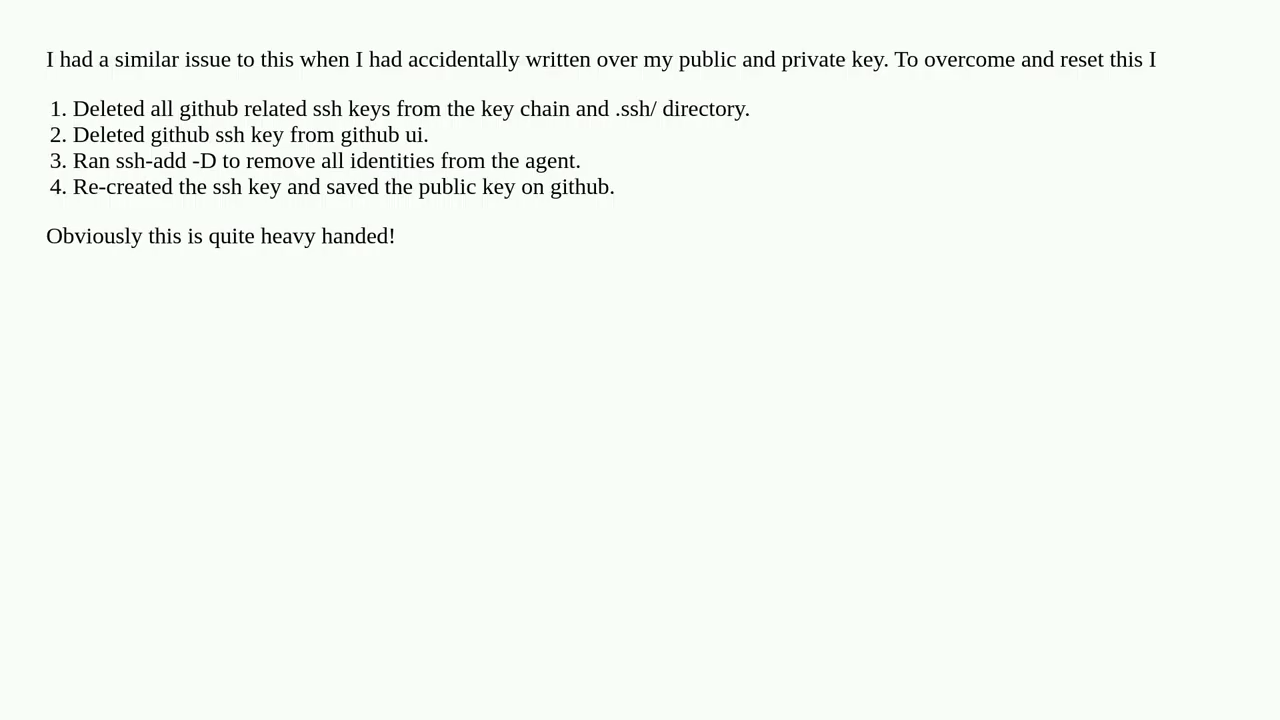 I had a similar issue to this when I had accidentally written over my public and private key. To overcome and reset this I
1. Deleted all github related ssh keys from the key chain and .ssh/ directory.
2. Deleted github ssh key from github ui.
3. Ran ssh-add -D to remove all identities from the agent.
4. Re-created the ssh key and saved the public key on github.
Obviously this is quite heavy handed!